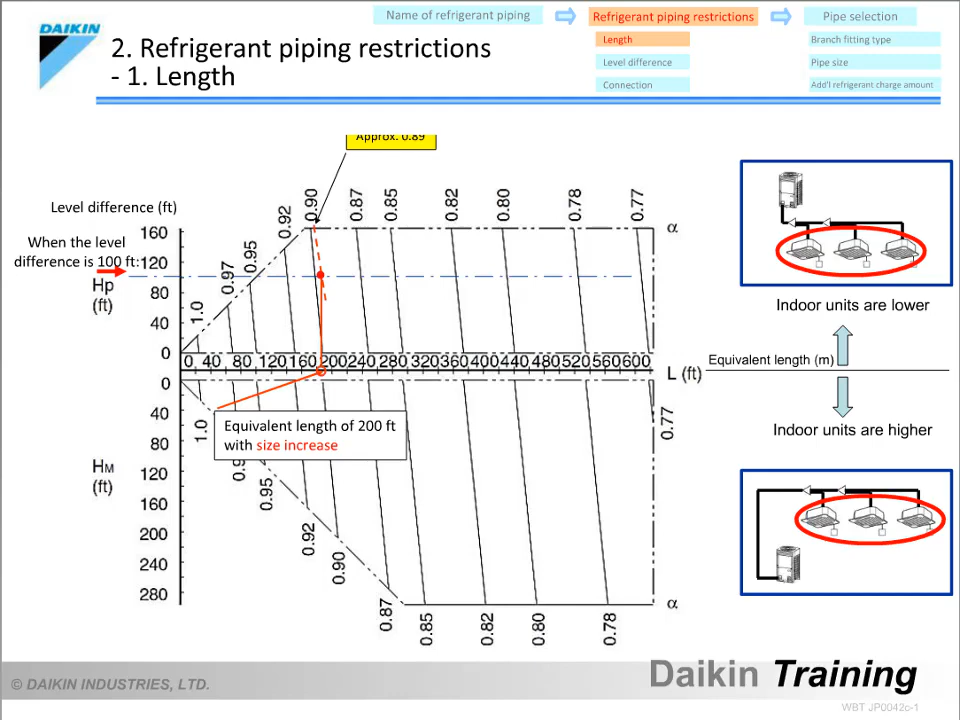 DAIKIN
2. Refrigerant piping restrictions
- 1. Length
Name of refrigerant piping
Refrigerant piping restrictions
Pipe selection
Length
Level difference
Connection
Branch fitting type
Pipe size
Add'l refrigerant charge amount
Approx. 0.89
Level difference (ft)
When the level
difference is 100 ft:
Hp
(ft)
160
120
80
40
0
1.0
0.97
0.95
0.92
0.90
0.87
0.85
0.82
0.80
0.78
0.77
α
0 40 80 120 160 200 240 280 320 360 400 440 480 520 560 600
L (ft)
Equivalent length (m)
Equivalent length of 200 ft
with size increase
HM
(ft)
0
40
80
120
160
200
240
280
1.0
0.95
0.92
0.90
0.87
0.85
0.82
0.80
0.78
0.77
α
Indoor units are lower
Indoor units are higher
© DAIKIN INDUSTRIES, LTD.
Daikin Training
WBT JP0042c-1